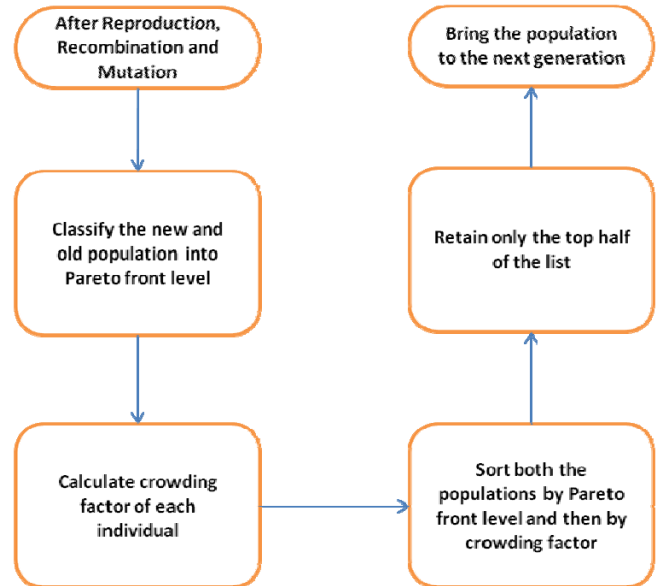 After Reproduction,
Recombination and
Mutation
Classify the new and
old population into
Pareto front level
Calculate crowding
factor of each
individual
Sort both the
populations by Pareto
front level and then by
crowding factor
Retain only the top half
of the list
Bring the population
to the next generation